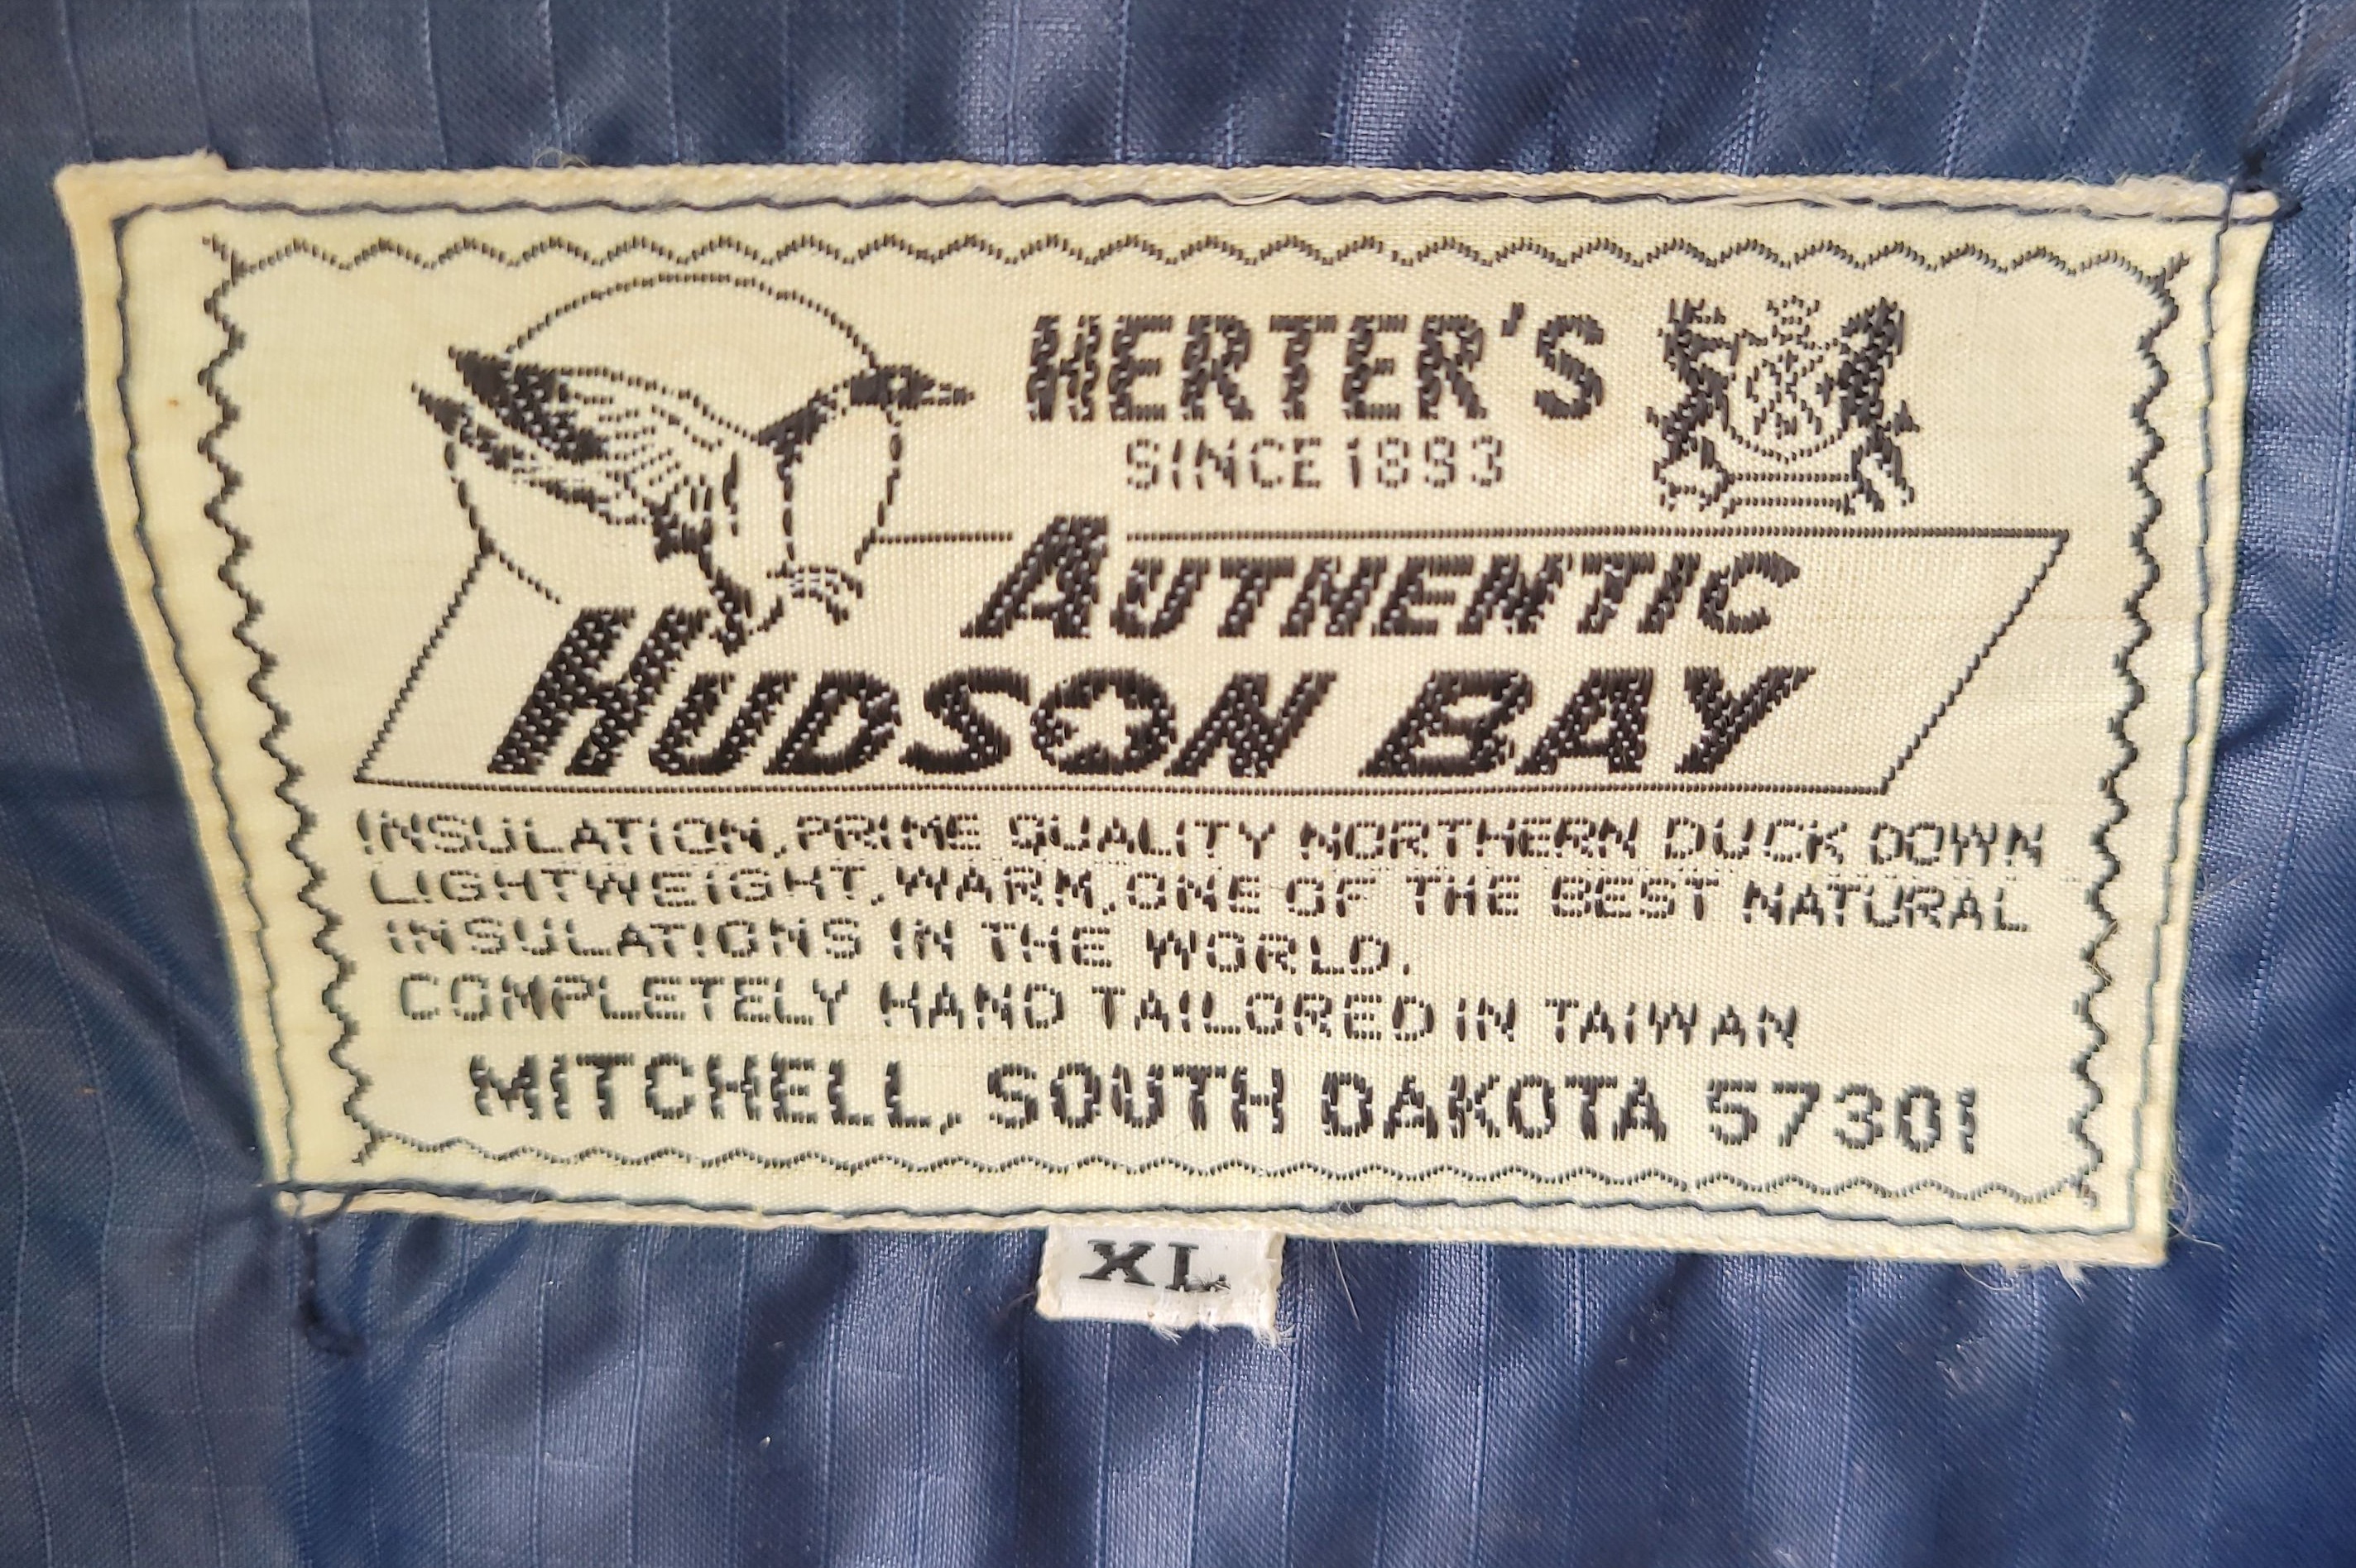 HERTER'S
SINCE 1893
AUTHENTIC
HUDSON BAY
INSULATION, PRIME QUALITY NORTHERN DUCK DOWN
LIGHTWEIGHT, WARM, ONE OF THE BEST NATURAL
INSULATIONS IN THE WORLD.
COMPLETELY HAND TAILORED IN TAIWAN
MITCHELL, SOUTH DAKOTA 57301
XL